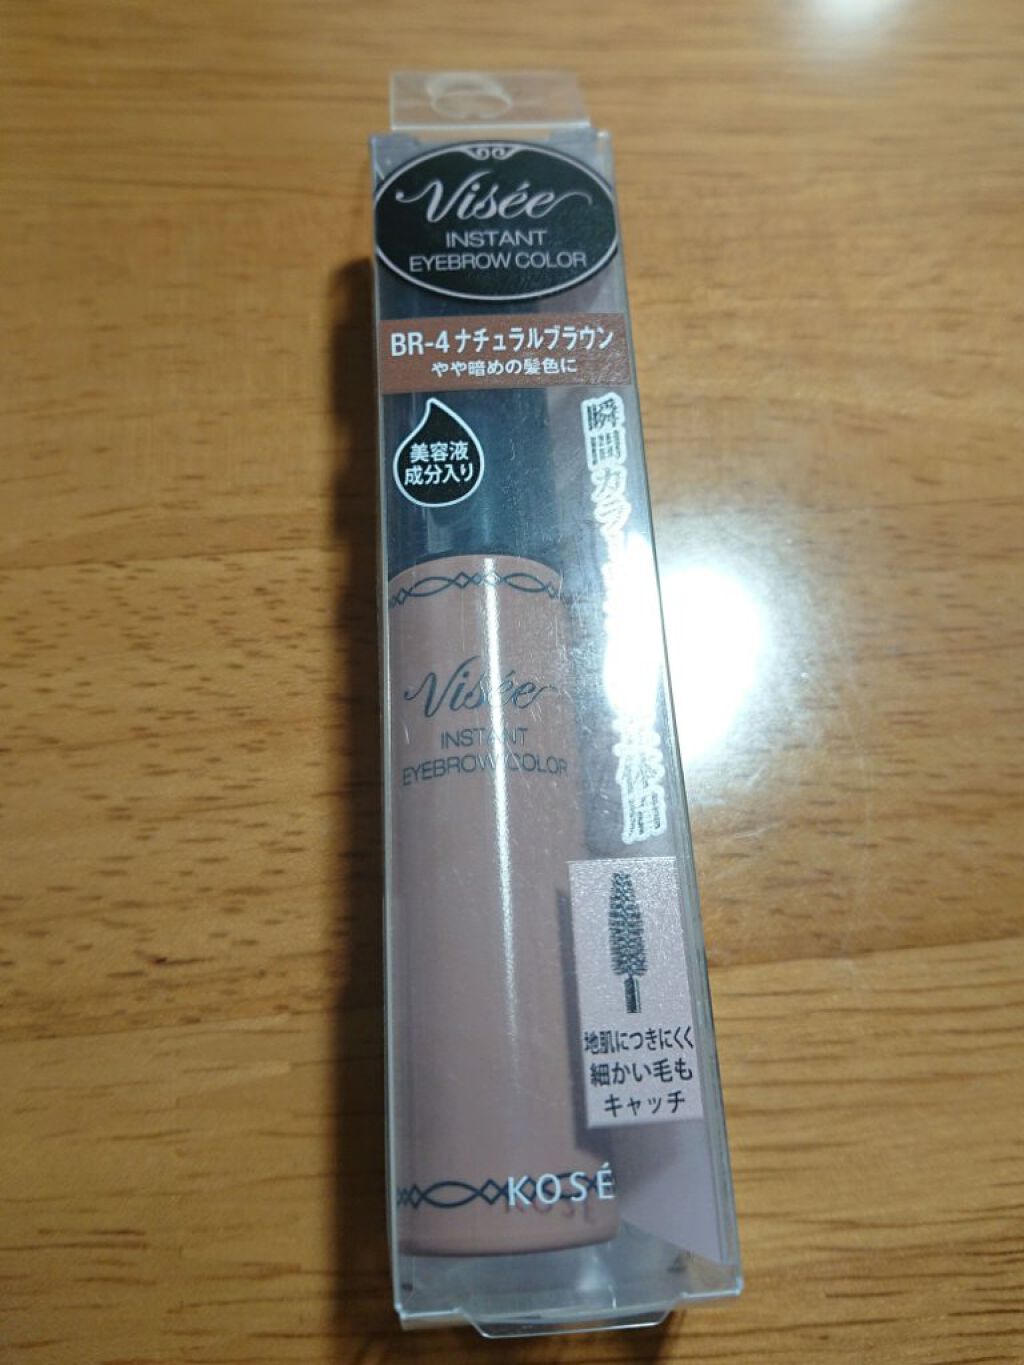 Visée
INSTANT
EYEBROW COLOR
BR-4 ナチュラルブラウン
やや暗めの髪色に
美容液
成分入り
瞬間カラー
Visée
INSTANT
EYEBROW COLOR
地肌につきにくく
細かい毛も
キャッチ
KOSÉ